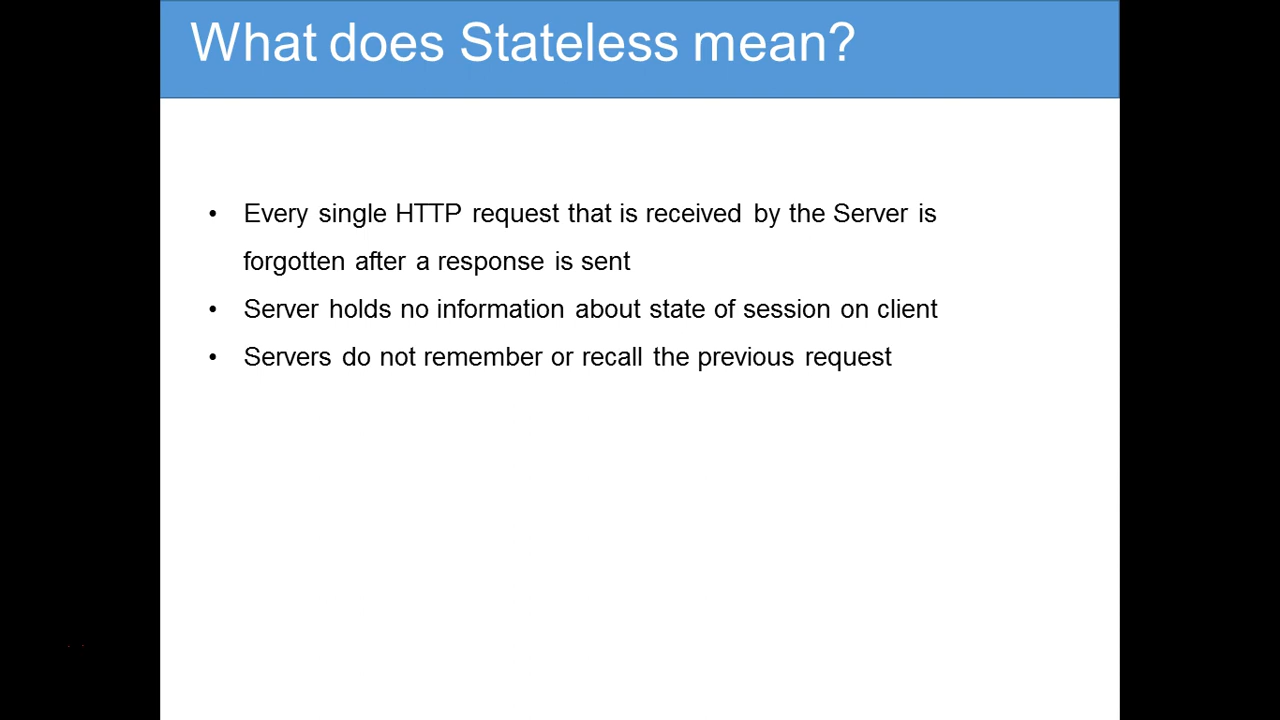 What does Stateless mean?
• Every single HTTP request that is received by the Server is
forgotten after a response is sent
• Server holds no information about state of session on client
• Servers do not remember or recall the previous request